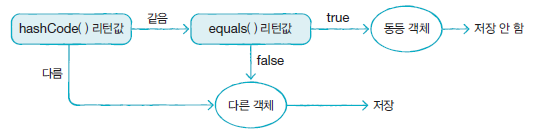 hashCode( ) 리턴값
같음
equals( ) 리턴값
true
동등 객체
저장 안 함
다름
false
다른 객체
저장